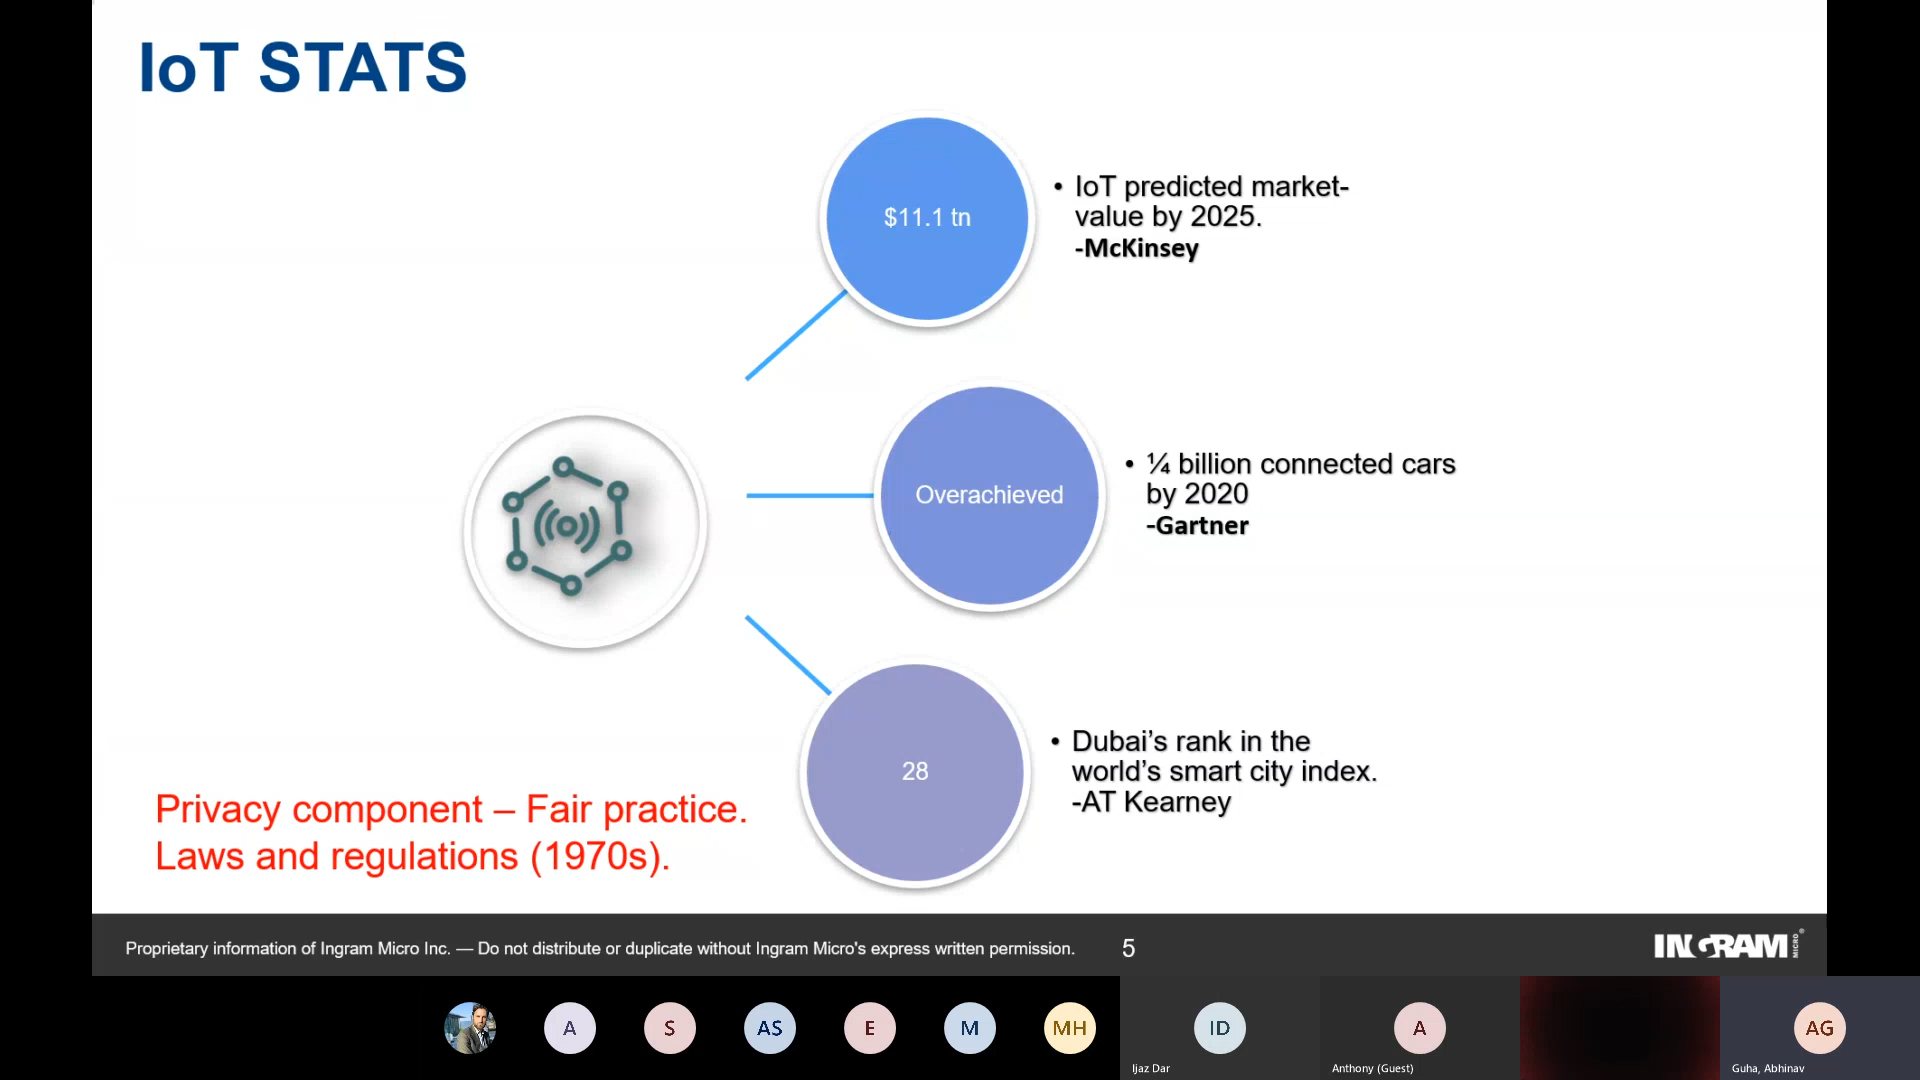 IoT STATS
$11.1 tn
• IoT predicted market-
value by 2025.
-McKinsey
Overachieved
• ¼ billion connected cars
by 2020
-Gartner
28
• Dubai’s rank in the
world’s smart city index.
-AT Kearney
Privacy component – Fair practice.
Laws and regulations (1970s).
Proprietary information of Ingram Micro Inc. — Do not distribute or duplicate without Ingram Micro's express written permission.
5
INGRAM MICRO®
A
S
AS
E
M
MH
ID
A
AG
Ijaz Dar
Anthony (Guest)
Guha, Abhinav